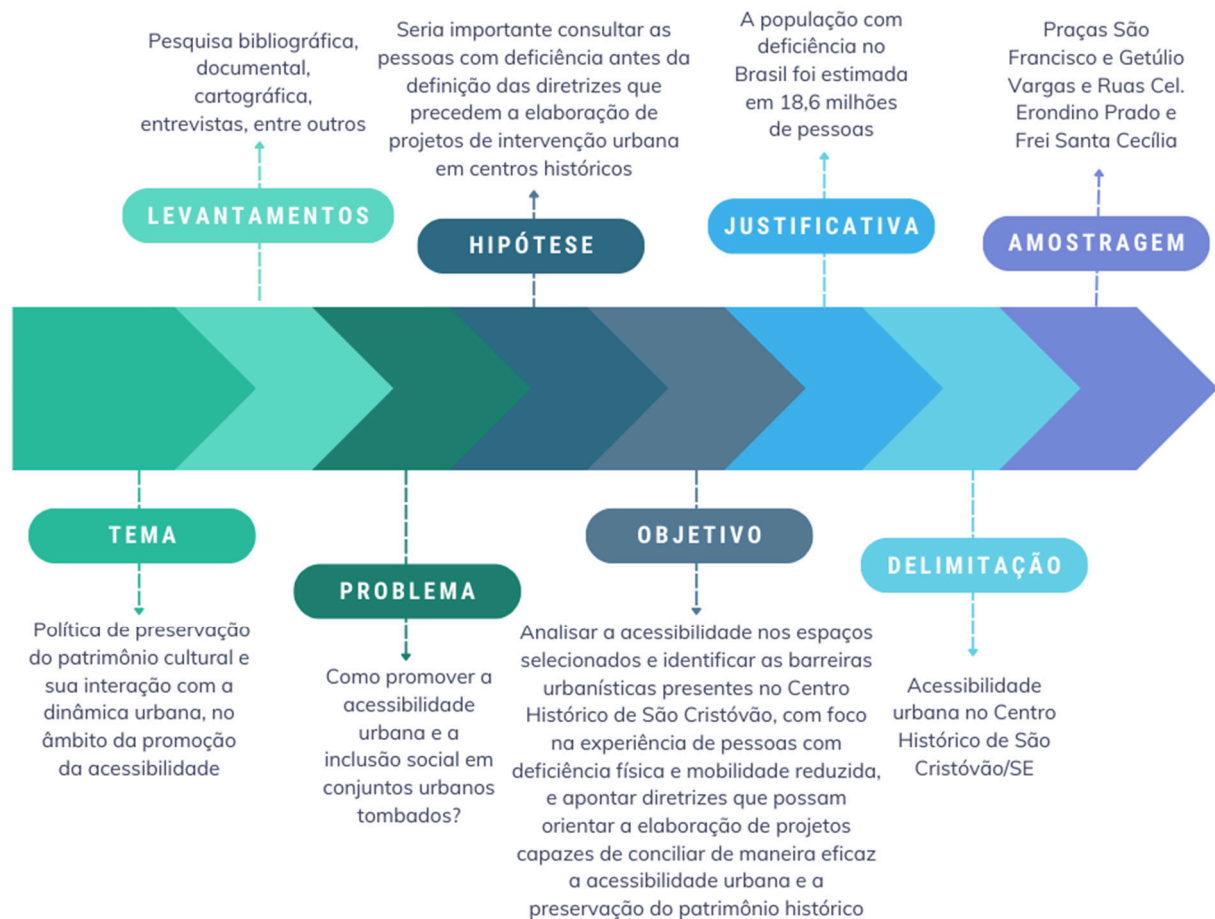 Pesquisa bibliográfica,
documental,
cartográfica,
entrevistas, entre outros
LEVANTAMENTOS
Seria importante consultar as
pessoas com deficiência antes da
definição das diretrizes que
precedem a elaboração de
projetos de intervenção urbana
em centros históricos
HIPÓTESE
A população com
deficiência no
Brasil foi estimada
em 18,6 milhões
de pessoas
JUSTIFICATIVA
Praças São
Francisco e Getúlio
Vargas e Ruas Cel.
Erondino Prado e
Frei Santa Cecília
AMOSTRAGEM
TEMA
Política de preservação
do patrimônio cultural e
sua interação com a
dinâmica urbana, no
âmbito da promoção
da acessibilidade
PROBLEMA
Como promover a
acessibilidade
urbana e a
inclusão social em
conjuntos urbanos
tombados?
OBJETIVO
Analisar a acessibilidade nos espaços
selecionados e identificar as barreiras
urbanísticas presentes no Centro
Histórico de São Cristóvão, com foco
na experiência de pessoas com
deficiência física e mobilidade reduzida,
e apontar diretrizes que possam
orientar a elaboração de projetos
capazes de conciliar de maneira eficaz
a acessibilidade urbana e a
preservação do patrimônio histórico
DELIMITAÇÃO
Acessibilidade
urbana no Centro
Histórico de São
Cristóvão/SE